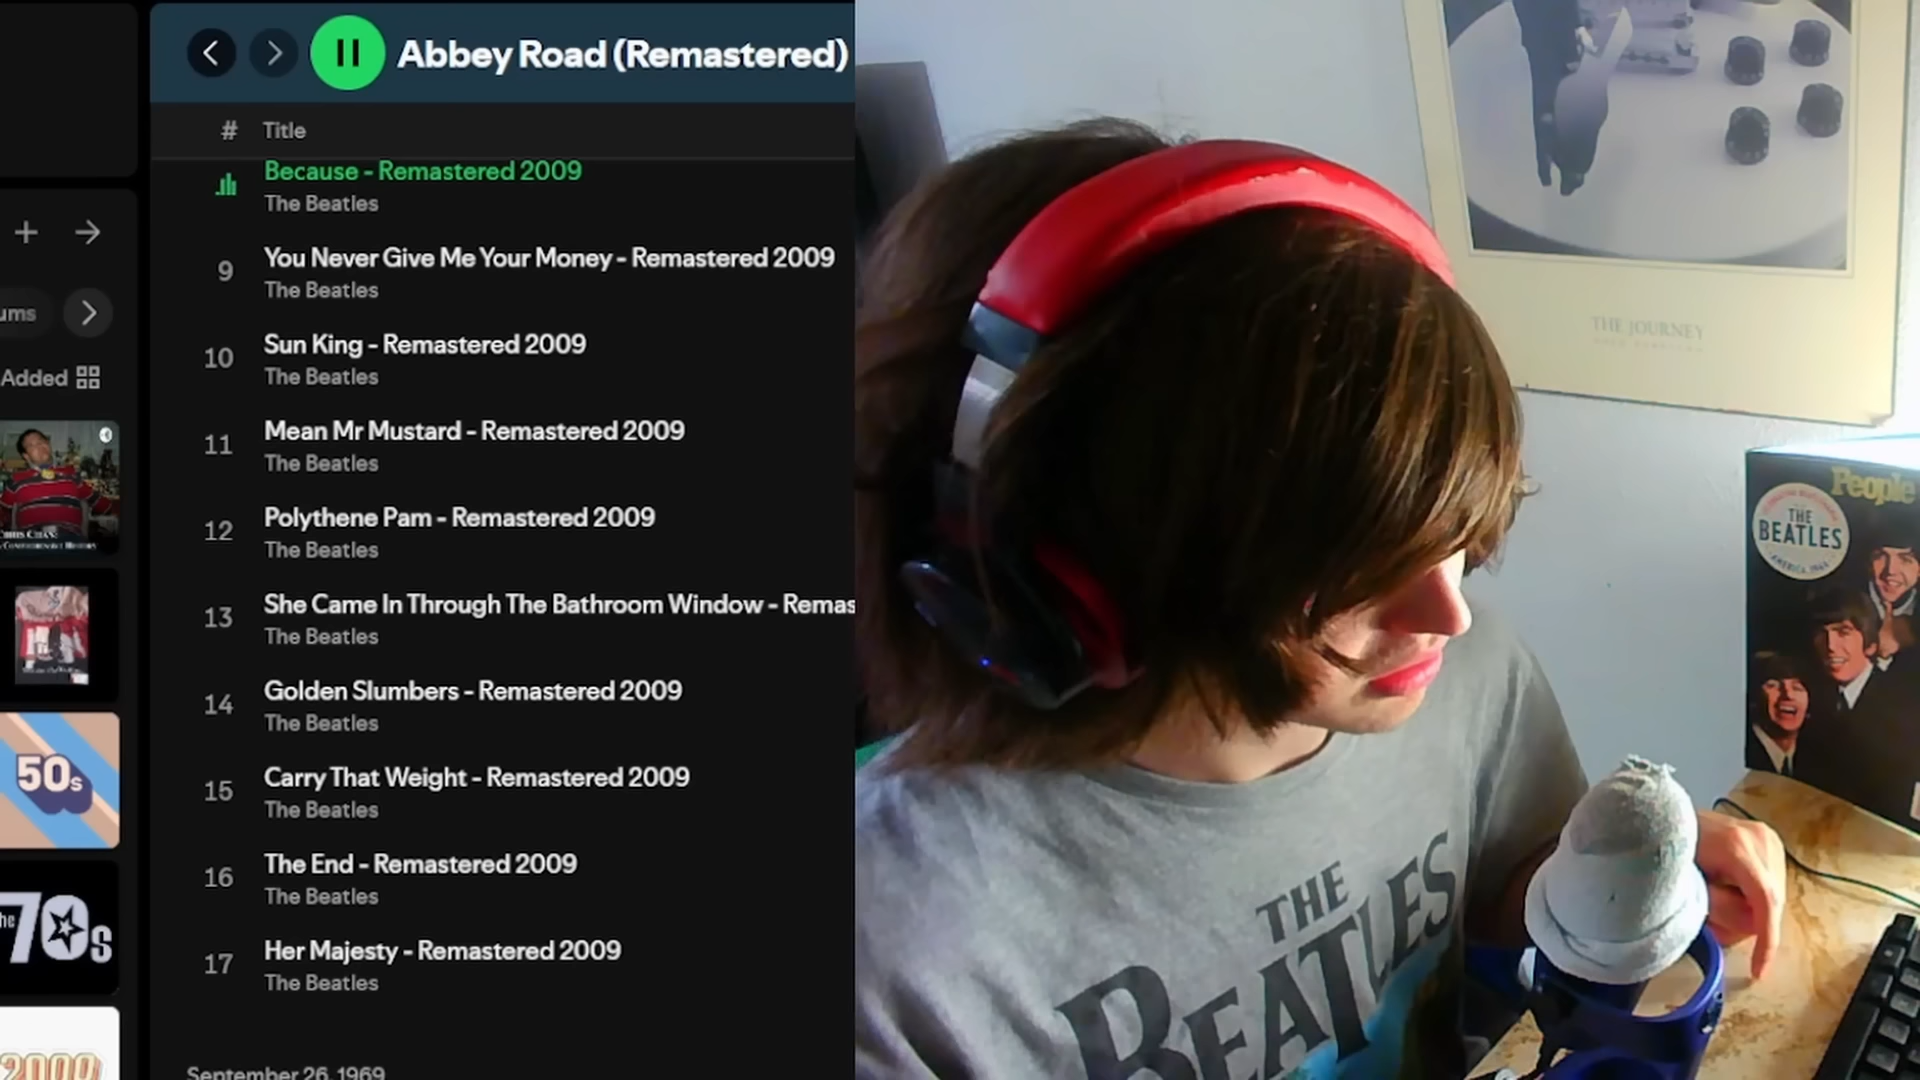 Abbey Road (Remastered)
# Title
Because - Remastered 2009
The Beatles
9 You Never Give Me Your Money - Remastered 2009
The Beatles
10 Sun King - Remastered 2009
The Beatles
11 Mean Mr Mustard - Remastered 2009
The Beatles
12 Polythene Pam - Remastered 2009
The Beatles
13 She Came In Through The Bathroom Window - Remas
The Beatles
14 Golden Slumbers - Remastered 2009
The Beatles
15 Carry That Weight - Remastered 2009
The Beatles
16 The End - Remastered 2009
The Beatles
17 Her Majesty - Remastered 2009
The Beatles
September 26, 1969
ums
Added
50s
he
70s
2000
THE JOURNEY
People
THE
BEATLES
AMERICA, 1964
THE
BEATLES